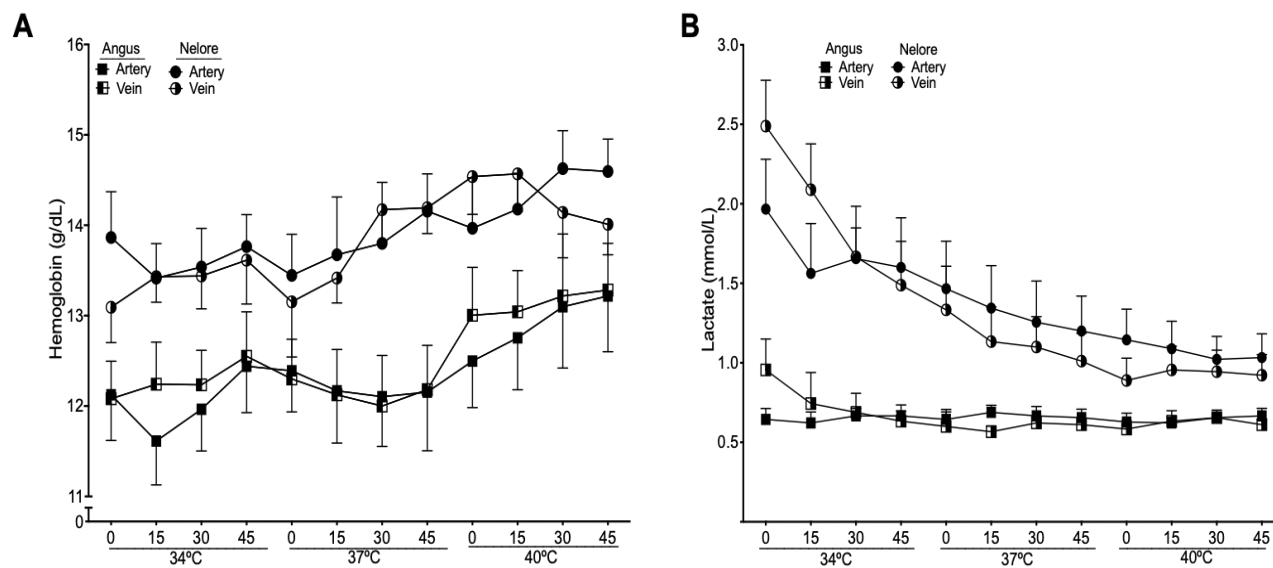 A
Hemoglobin (g/dL)
16
15
14
13
12
11
0
Angus Nelore
Artery Artery
Vein Vein
0 15 30 45 0 15 30 45 0 15 30 45
34ºC 37ºC 40ºC
B
Lactate (mmol/L)
3.0
2.5
2.0
1.5
1.0
0.5
Angus Nelore
Artery Artery
Vein Vein
0 15 30 45 0 15 30 45 0 15 30 45
34ºC 37ºC 40ºC